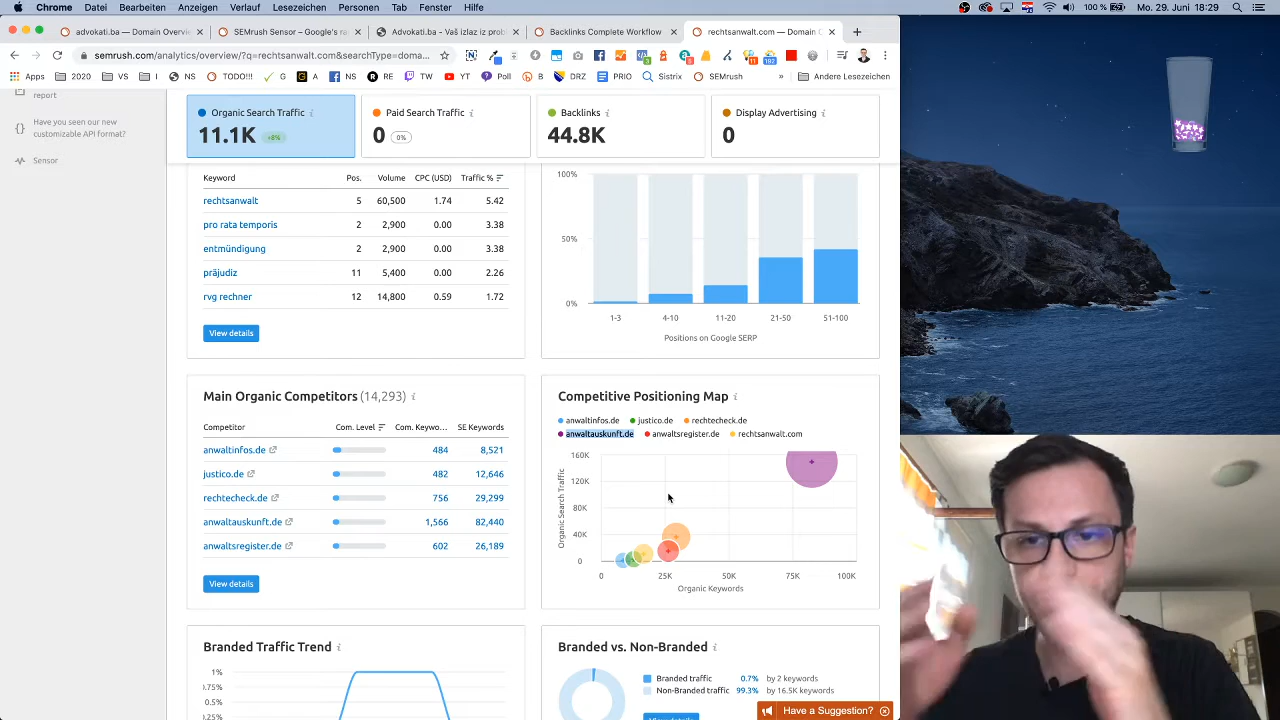 Chrome Datei Bearbeiten Anzeigen Verlauf Lesezeichen Personen Tab Fenster Hilfe
100 % Mo. 29. Juni 18:29
advokati.ba — Domain Overvie
SEMrush Sensor – Google's ra
Advokati.ba - Vaš izlaz iz prob
Backlinks Complete Workflow
rechtsanwalt.com — Domain O
semrush.com/analytics/overview/?q=rechtsanwalt.com&searchType=doma...
Apps 2020 VS NS TODO!!! G A NS RE TW YT Poll B DRZ PRIO Sistrix SEMrush » Andere Lesezeichen
report
Have you seen our new
customizable API format?
Sensor
Organic Search Traffic
11.1K +8%
Paid Search Traffic
0 0%
Backlinks
44.8K
Display Advertising
0
Keyword Pos. Volume CPC (USD) Traffic %
rechtsanwalt 5 60,500 1.74 5.42
pro rata temporis 2 2,900 0.00 3.38
entmündigung 2 2,900 0.00 3.38
präjudiz 11 5,400 0.00 2.26
rvg rechner 12 14,800 0.59 1.72
View details
100%
50%
0%
1-3 4-10 11-20 21-50 51-100
Positions on Google SERP
Main Organic Competitors (14,293)
Competitor Com. Level Com. Keywo... SE Keywords
anwaltinfos.de 484 8,521
justico.de 482 12,646
rechtecheck.de 756 29,299
anwaltauskunft.de 1,566 82,440
anwaltsregister.de 602 26,189
View details
Competitive Positioning Map
anwaltinfos.de justico.de rechtecheck.de
anwaltauskunft.de anwaltsregister.de rechtsanwalt.com
Organic Search Traffic
160K
120K
80K
40K
0
0 25K 50K 75K 100K
Organic Keywords
Branded Traffic Trend
1%
0.75%
0.5%
0.25%
Branded vs. Non-Branded
Branded traffic 0.7% by 2 keywords
Non-Branded traffic 99.3% by 16.5K keywords
Have a Suggestion?